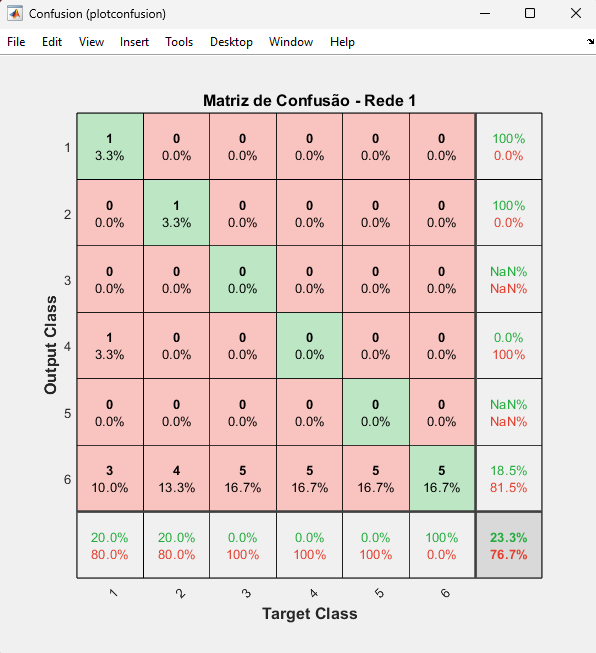 Confusion (plotconfusion)
File Edit View Insert Tools Desktop Window Help
Matriz de Confusão - Rede 1
1 1 0 0 0 0 0 100%
3.3% 0.0% 0.0% 0.0% 0.0% 0.0% 0.0%
2 0 1 0 0 0 0 100%
0.0% 3.3% 0.0% 0.0% 0.0% 0.0% 0.0%
3 0 0 0 0 0 0 NaN%
0.0% 0.0% 0.0% 0.0% 0.0% 0.0% NaN%
4 1 0 0 0 0 0 0.0%
3.3% 0.0% 0.0% 0.0% 0.0% 0.0% 100%
5 0 0 0 0 0 0 NaN%
0.0% 0.0% 0.0% 0.0% 0.0% 0.0% NaN%
6 3 4 5 5 5 5 18.5%
10.0% 13.3% 16.7% 16.7% 16.7% 16.7% 81.5%
20.0% 20.0% 0.0% 0.0% 0.0% 100% 23.3%
80.0% 80.0% 100% 100% 100% 0.0% 76.7%
1 2 3 4 5 6
Output Class
Target Class